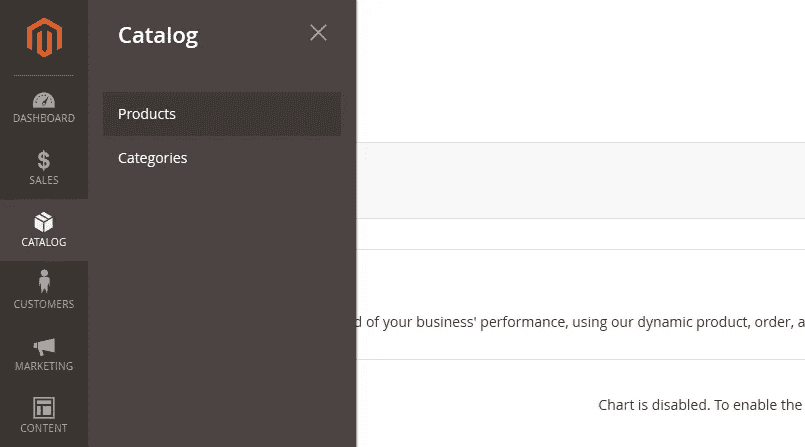 DASHBOARD
SALES
CATALOG
CUSTOMERS
MARKETING
CONTENT
Catalog
Products
Categories
of your business' performance, using our dynamic product, order,
Chart is disabled. To enable the